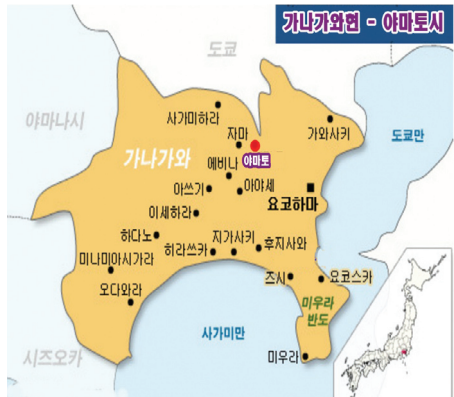 가나가와현 - 야마토시
도쿄
야마나시
사가미하라
가와사키
도쿄만
자마
가나가와
에비나
야마토
아쓰기
아야세
요코하마
이세하라
하다노
지가사키
후지사와
히라쓰카
미나미아시가라
즈시
요코스카
오다와라
미우라
반도
사가미만
시즈오카
미우라